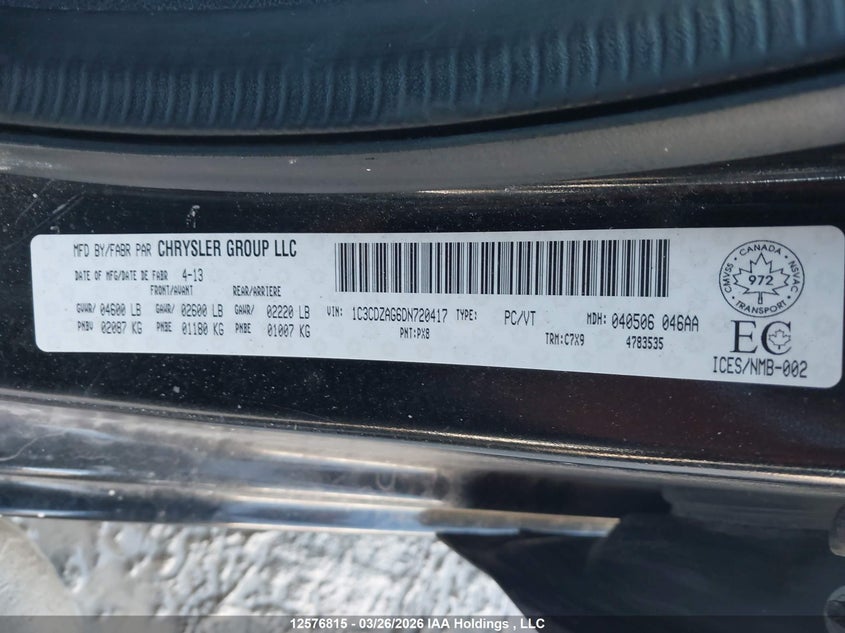 MFD BY/FABR PAR CHRYSLER GROUP LLC
DATE OF MFG/DATE DE FABR 4-13
FRONT/AVANT REAR/ARRIERE
GVWR/ 04600 LB GAWR/ 02600 LB GAWR/ 02220 LB
PNBV 02087 KG PNBE 01180 KG PNBE 01007 KG
VIN: 1C3CDZAG6DN720417 TYPE: PC/VT MDH: 040506 046AA
PNT:PX8 TRM:C7X9 4783535
CMVSS · CANADA · NSVAC
972
TRANSPORT
EC
ICES/NMB-002
12576815 - 03/26/2026 IAA Holdings , LLC